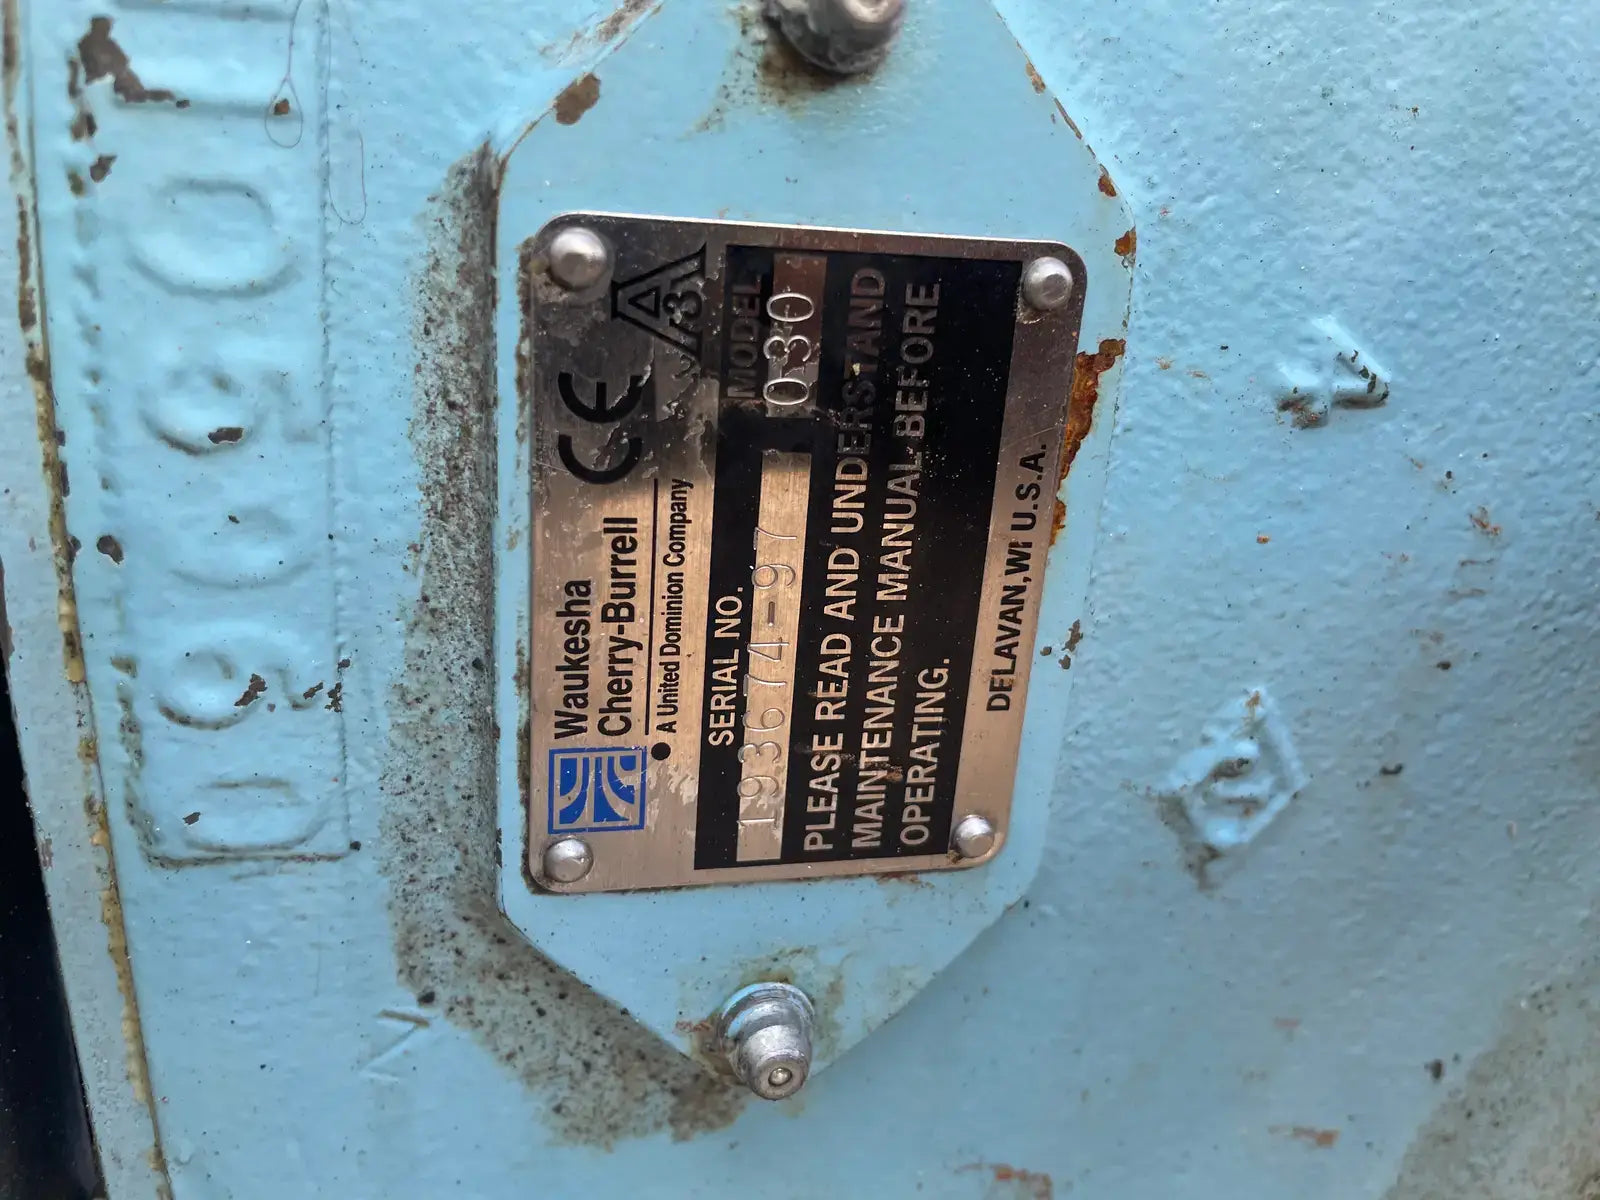 Waukesha
Cherry-Burrell
A United Dominion Company
CE
3
A
SERIAL NO.
193674-97
MODEL
030
PLEASE READ AND UNDERSTAND
MAINTENANCE MANUAL BEFORE
OPERATING.
DELAVAN, WI U.S.A.